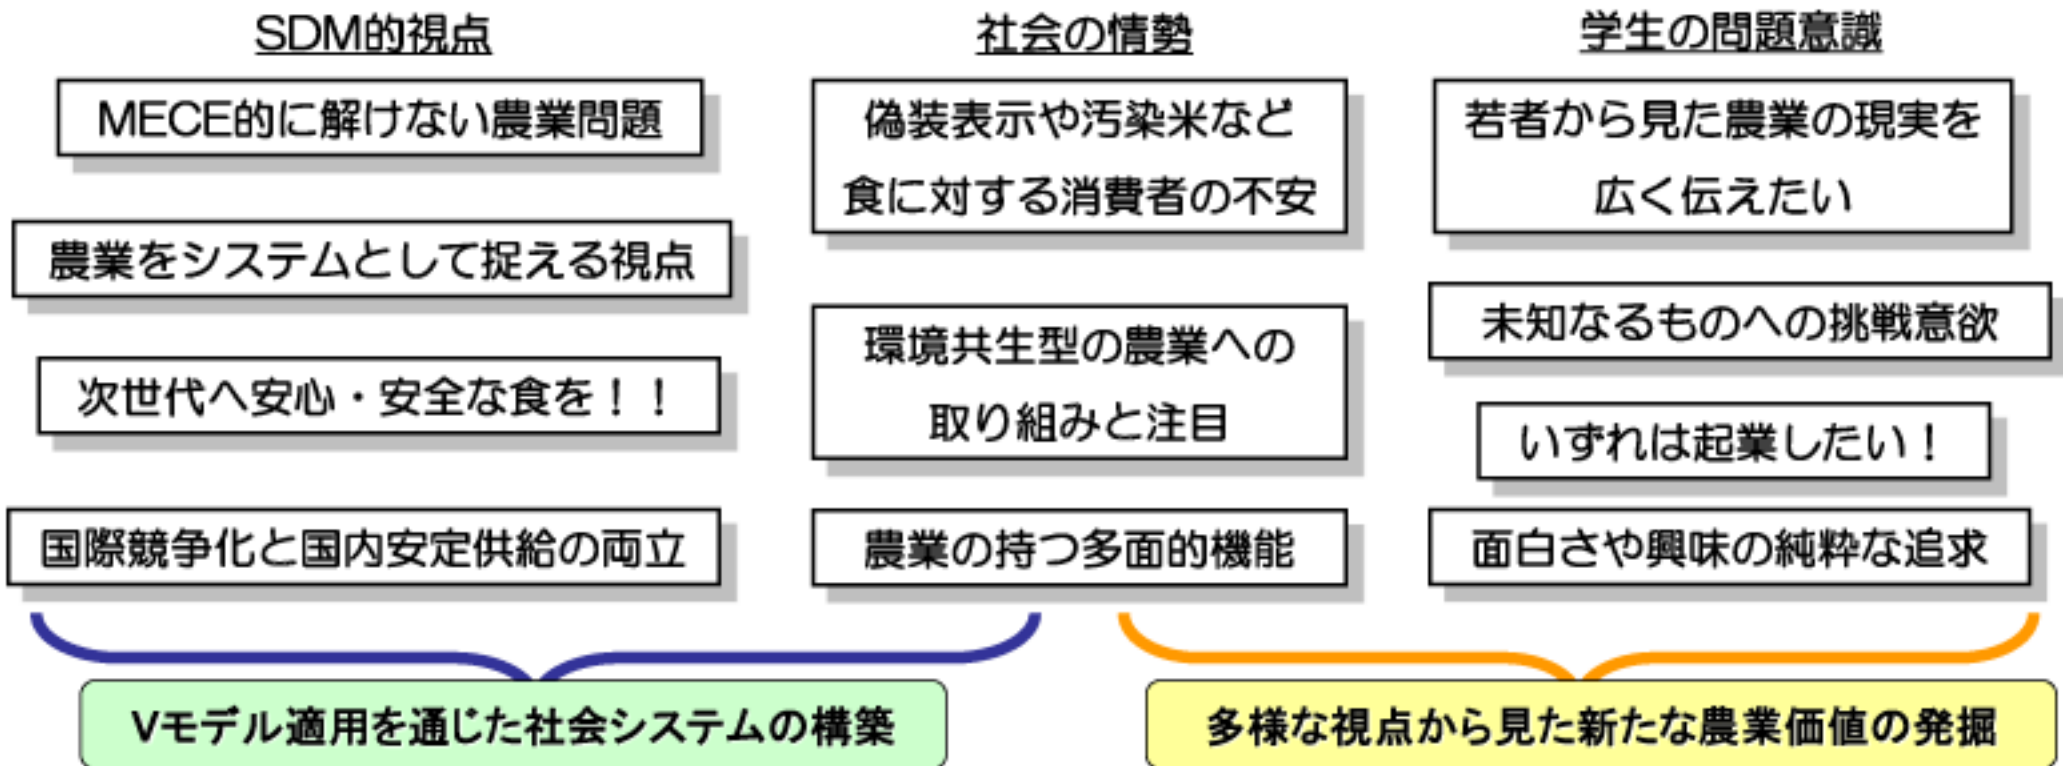 SDM的視点
MECE的に解けない農業問題
農業をシステムとして捉える視点
次世代へ安心・安全な食を！！
国際競争化と国内安定供給の両立
社会の情勢
偽装表示や汚染米など
食に対する消費者の不安
環境共生型の農業への
取り組みと注目
農業の持つ多面的機能
学生の問題意識
若者から見た農業の現実を
広く伝えたい
未知なるものへの挑戦意欲
いずれは起業したい！
面白さや興味の純粋な追求
Vモデル適用を通じた社会システムの構築
多様な視点から見た新たな農業価値の発掘